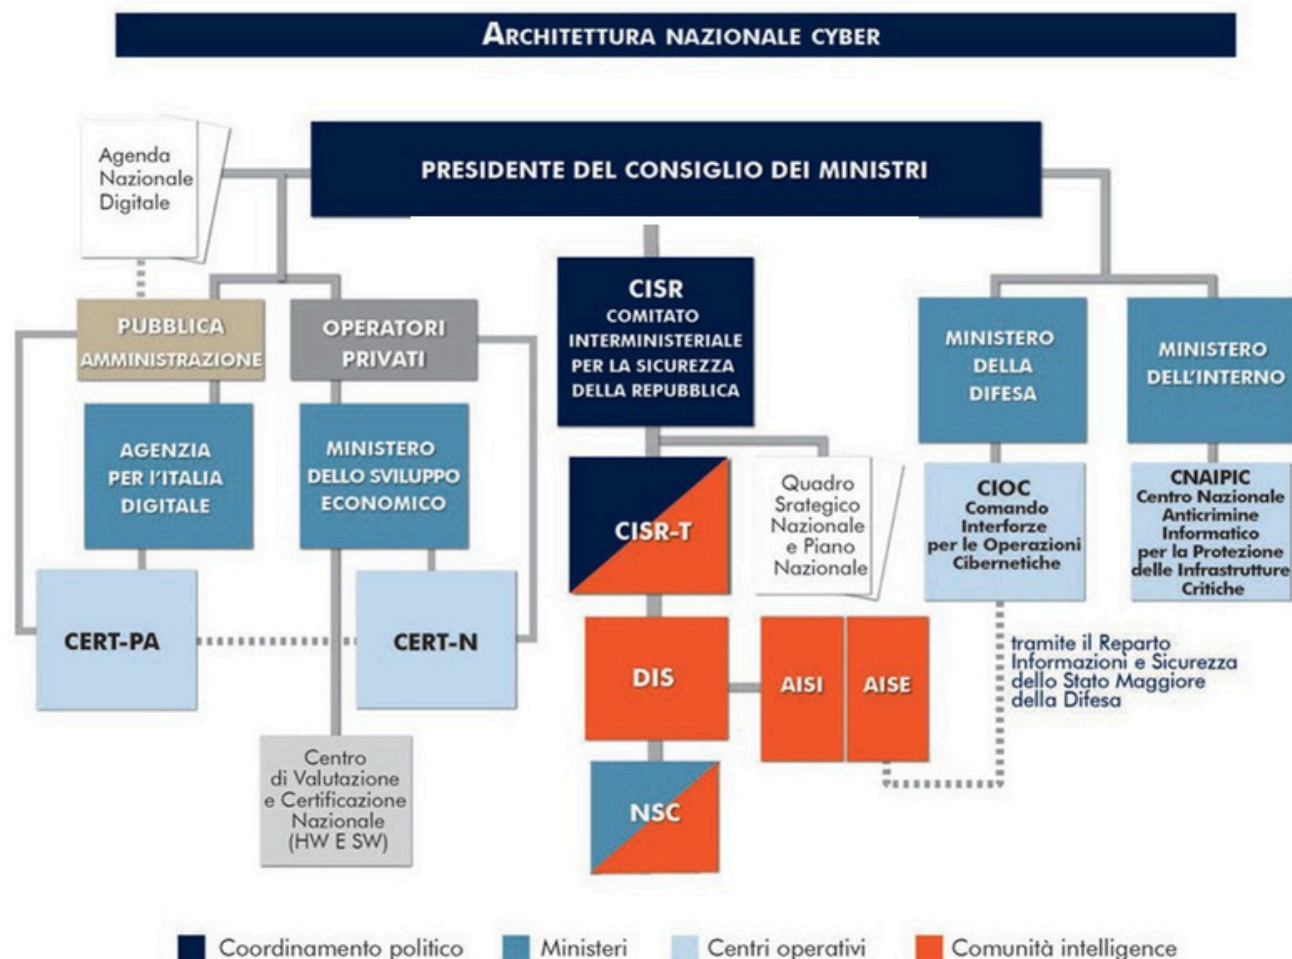 ARCHITETTURA NAZIONALE CYBER
Agenda
Nazionale
Digitale
PRESIDENTE DEL CONSIGLIO DEI MINISTRI
PUBBLICA
AMMINISTRAZIONE
OPERATORI
PRIVATI
CISR
COMITATO
INTERMINISTERIALE
PER LA SICUREZZA
DELLA REPUBBLICA
MINISTERO
DELLA
DIFESA
MINISTERO
DELL'INTERNO
AGENZIA
PER L'ITALIA
DIGITALE
MINISTERO
DELLO SVILUPPO
ECONOMICO
CISR-T
Quadro
Srategico
Nazionale
e Piano
Nazionale
CIOC
Comando
Interforze
per le Operazioni
Cibernetiche
CNAIPIC
Centro Nazionale
Anticrimine
Informatico
per la Protezione
delle Infrastrutture
Critiche
CERT-PA
CERT-N
DIS
AISI
AISE
tramite il Reparto
Informazioni e Sicurezza
dello Stato Maggiore
della Difesa
Centro
di Valutazione
e Certificazione
Nazionale
(HW E SW)
NSC
Coordinamento politico
Ministeri
Centri operativi
Comunità intelligence